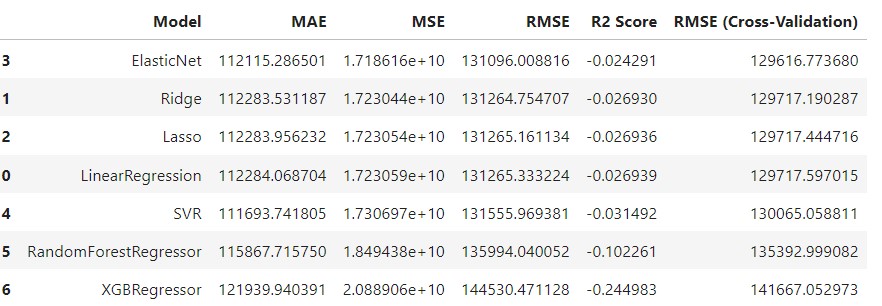 Model MAE MSE RMSE R2 Score RMSE (Cross-Validation)
3 ElasticNet 112115.286501 1.718616e+10 131096.008816 -0.024291 129616.773680
1 Ridge 112283.531187 1.723044e+10 131264.754707 -0.026930 129717.190287
2 Lasso 112283.956232 1.723054e+10 131265.161134 -0.026936 129717.444716
0 LinearRegression 112284.068704 1.723059e+10 131265.333224 -0.026939 129717.597015
4 SVR 111693.741805 1.730697e+10 131555.969381 -0.031492 130065.058811
5 RandomForestRegressor 115867.715750 1.849438e+10 135994.040052 -0.102261 135392.999082
6 XGBRegressor 121939.940391 2.088906e+10 144530.471128 -0.244983 141667.052973